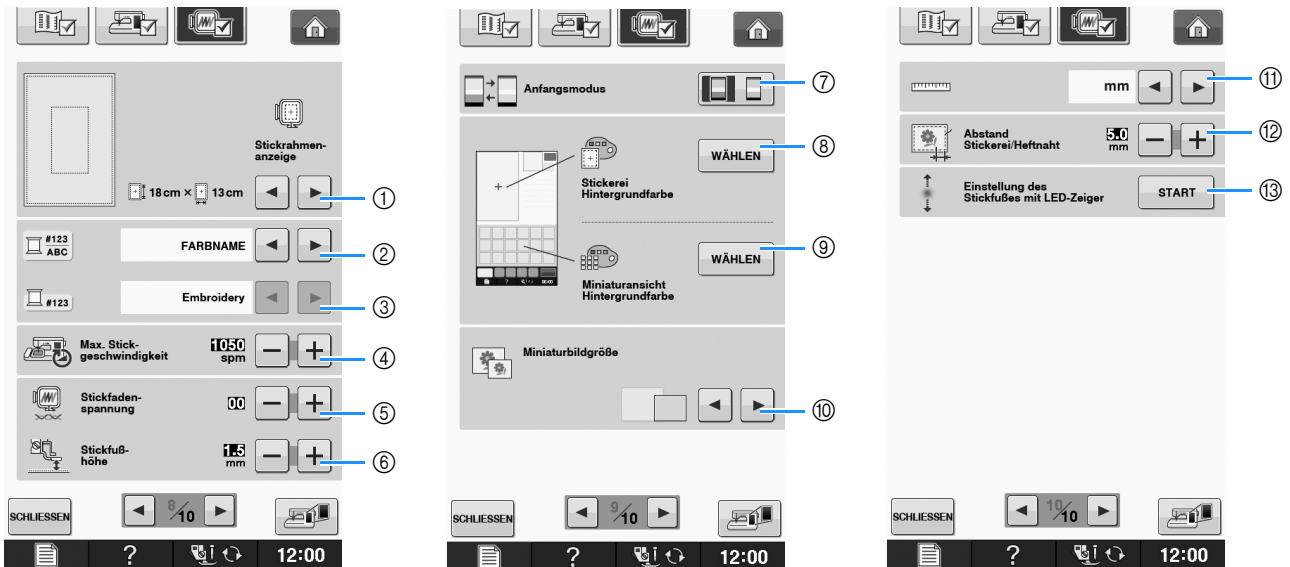 Stickrahmen-
anzeige
18 cm × 13 cm
①
#123
ABC
FARBNAME
②
#123
Embroidery
③
Max. Stick-
geschwindigkeit
1050
spm
④
Stickfaden-
spannung
00
⑤
Stickfuß-
höhe
1.5
mm
⑥
SCHLIESSEN
8/10
?
12:00
Anfangsmodus
⑦
WÄHLEN
⑧
Stickerei
Hintergrundfarbe
WÄHLEN
⑨
Miniaturansicht
Hintergrundfarbe
Miniaturbildgröße
⑩
SCHLIESSEN
9/10
?
12:00
mm
⑪
Abstand
Stickerei/Heftnaht
5.0
mm
⑫
Einstellung des
Stickfußes mit LED-Zeiger
START
⑬
SCHLIESSEN
10/10
?
12:00